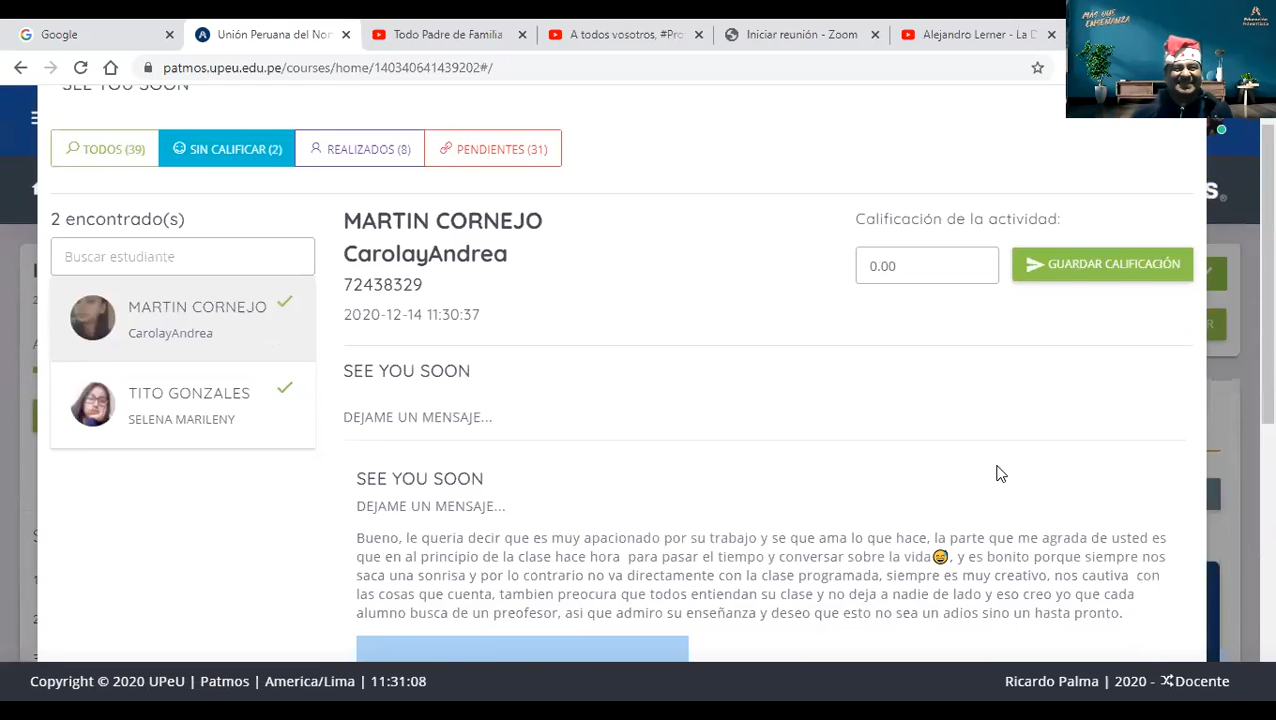 Google
Unión Peruana del Nor
Todo Padre de Familia
A todos vosotros, #Pro
Iniciar reunión - Zoom
Alejandro Lerner - La D
MÁS QUE
ENSEÑANZA
patmos.upeu.edu.pe/courses/home/140340641439202#/
SEE YOU SOON
TODOS (39)
SIN CALIFICAR (2)
REALIZADOS (8)
PENDIENTES (31)
2 encontrado(s)
Buscar estudiante
MARTIN CORNEJO
CarolayAndrea
TITO GONZALES
SELENA MARILENY
MARTIN CORNEJO
CarolayAndrea
72438329
2020-12-14 11:30:37
Calificación de la actividad:
0.00
GUARDAR CALIFICACIÓN
SEE YOU SOON
DEJAME UN MENSAJE...
SEE YOU SOON
DEJAME UN MENSAJE...
Bueno, le queria decir que es muy apacionado por su trabajo y se que ama lo que hace, la parte que me agrada de usted es
que en al principio de la clase hace hora para pasar el tiempo y conversar sobre la vida😅, y es bonito porque siempre nos
saca una sonrisa y por lo contrario no va directamente con la clase programada, siempre es muy creativo, nos cautiva con
las cosas que cuenta, tambien preocura que todos entiendan su clase y no deja a nadie de lado y eso creo yo que cada
alumno busca de un preofesor, asi que admiro su enseñanza y deseo que esto no sea un adios sino un hasta pronto.
Copyright © 2020 UPeU | Patmos | America/Lima | 11:31:08
Ricardo Palma | 2020 - Docente